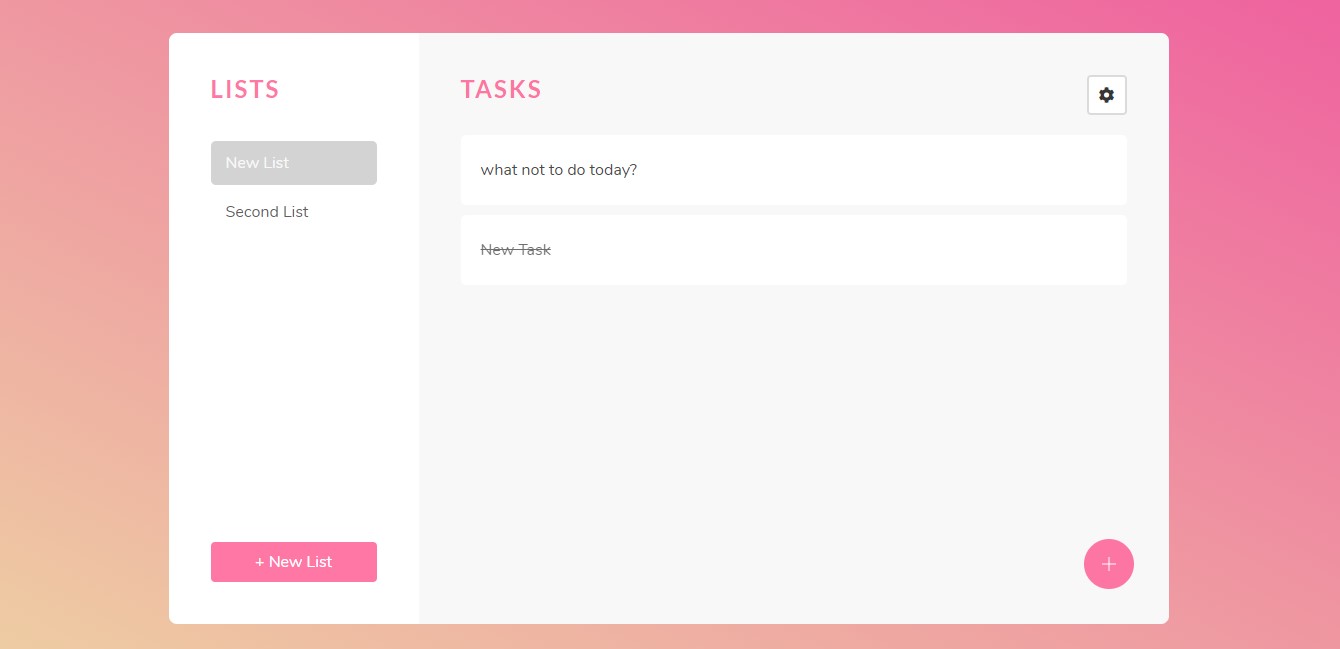 LISTS
New List
Second List
+ New List
TASKS
what not to do today?
New Task
+